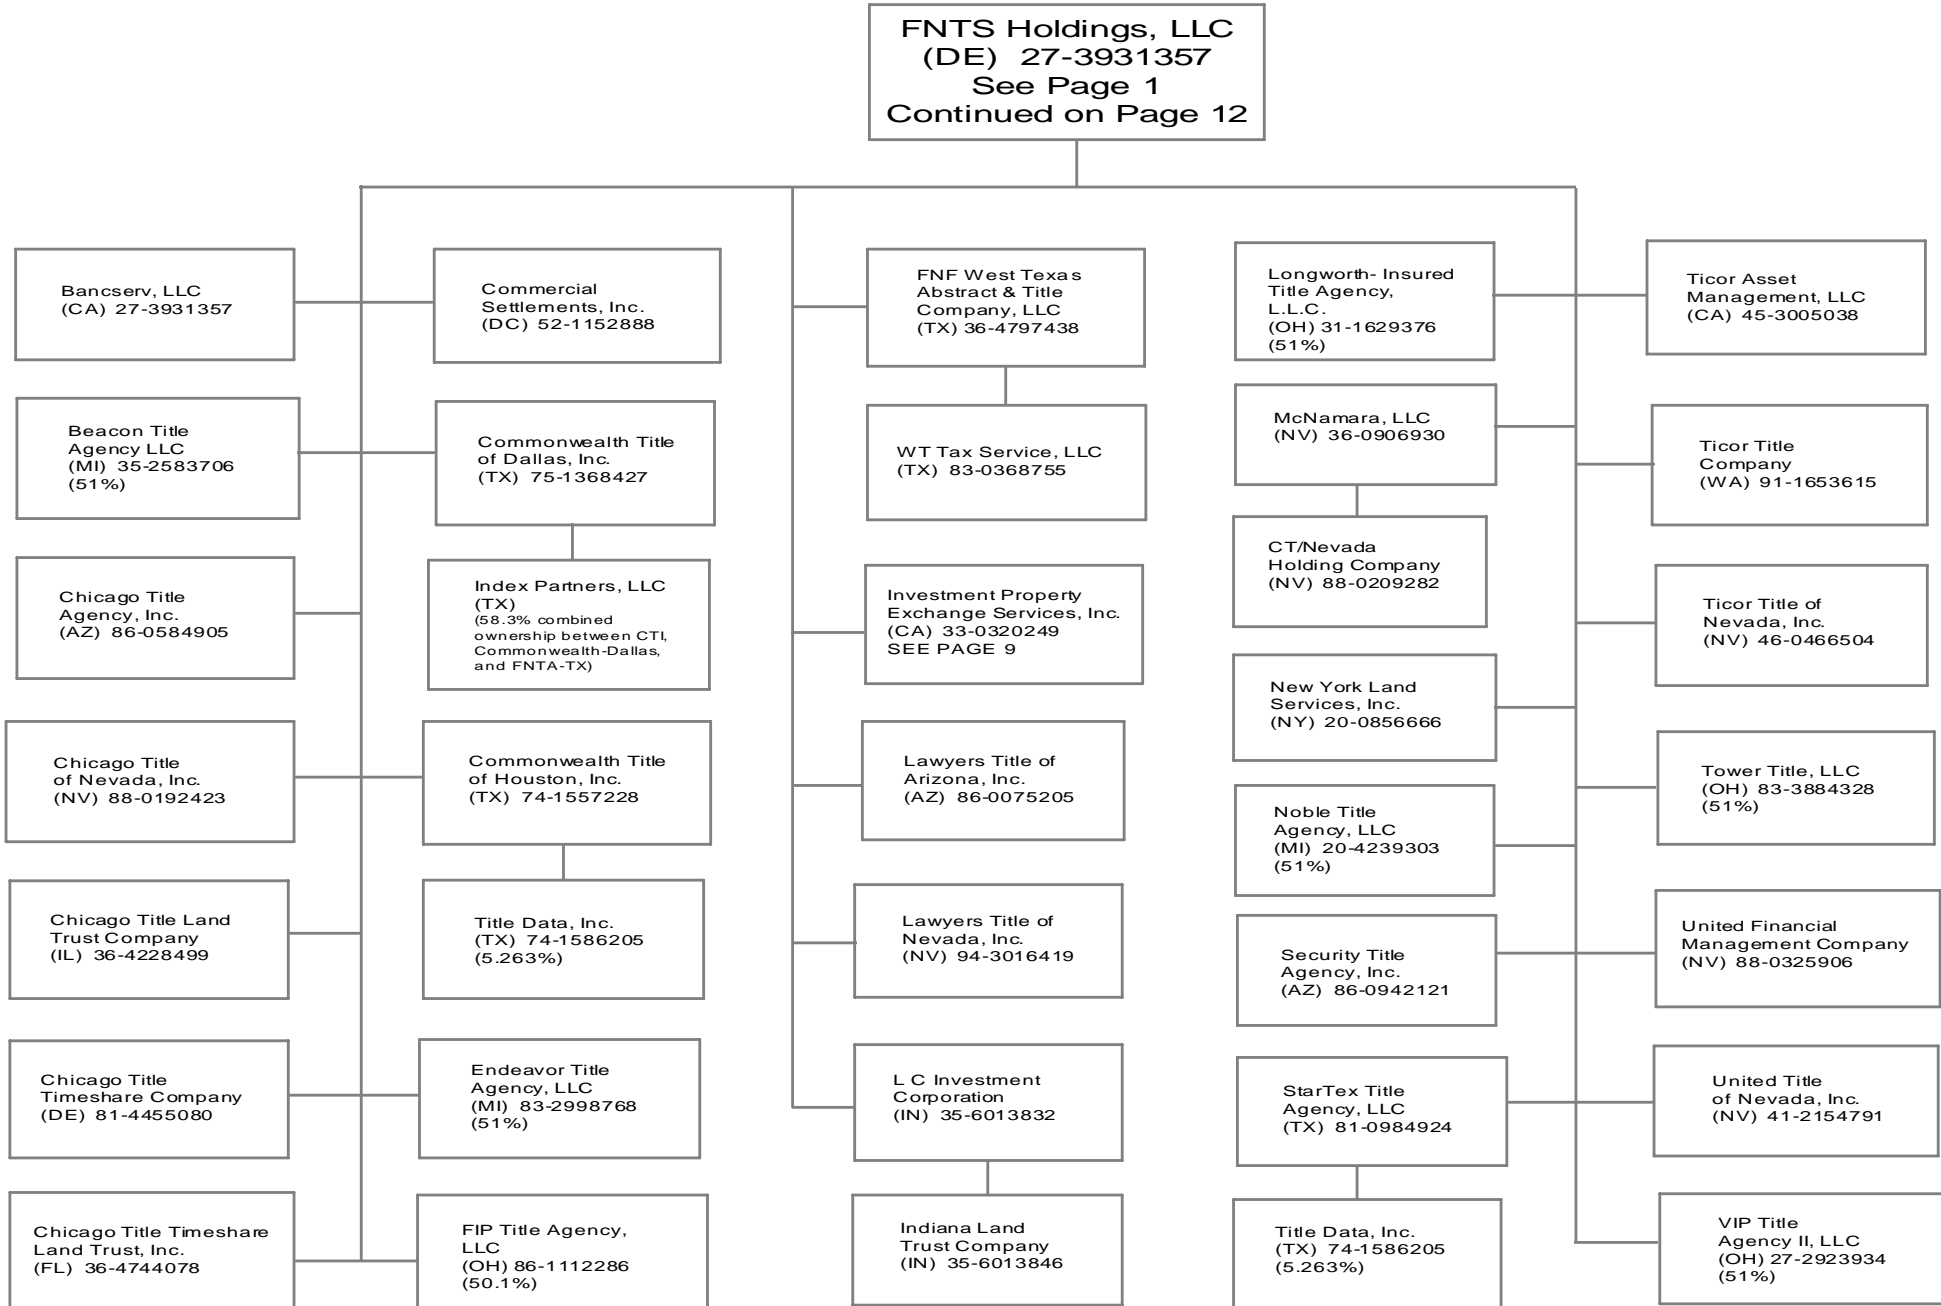 FNTS Holdings, LLC
(DE) 27-3931357
See Page 1
Continued on Page 12
Bancserv, LLC
(CA) 27-3931357
Beacon Title
Agency LLC
(MI) 35-2583706
(51%)
Chicago Title
Agency, Inc.
(AZ) 86-0584905
Chicago Title
of Nevada, Inc.
(NV) 88-0192423
Chicago Title Land
Trust Company
(IL) 36-4228499
Chicago Title
Timeshare Company
(DE) 81-4455080
Chicago Title Timeshare
Land Trust, Inc.
(FL) 36-4744078
Commercial
Settlements, Inc.
(DC) 52-1152888
Commonwealth Title
of Dallas, Inc.
(TX) 75-1368427
Index Partners, LLC
(TX)
(58.3% combined
ownership between CTI,
Commonwealth-Dallas,
and FNTA-TX)
Commonwealth Title
of Houston, Inc.
(TX) 74-1557228
Title Data, Inc.
(TX) 74-1586205
(5.263%)
Endeavor Title
Agency, LLC
(MI) 83-2998768
(51%)
FIP Title Agency,
LLC
(OH) 86-1112286
(50.1%)
FNF West Texas
Abstract & Title
Company, LLC
(TX) 36-4797438
WT Tax Service, LLC
(TX) 83-0368755
Investment Property
Exchange Services, Inc.
(CA) 33-0320249
SEE PAGE 9
Lawyers Title of
Arizona, Inc.
(AZ) 86-0075205
Lawyers Title of
Nevada, Inc.
(NV) 94-3016419
L C Investment
Corporation
(IN) 35-6013832
Indiana Land
Trust Company
(IN) 35-6013846
Longworth- Insured
Title Agency,
L.L.C.
(OH) 31-1629376
(51%)
McNamara, LLC
(NV) 36-0906930
CT/Nevada
Holding Company
(NV) 88-0209282
New York Land
Services, Inc.
(NY) 20-0856666
Noble Title
Agency, LLC
(MI) 20-4239303
(51%)
Security Title
Agency, Inc.
(AZ) 86-0942121
StarTex Title
Agency, LLC
(TX) 81-0984924
Title Data, Inc.
(TX) 74-1586205
(5.263%)
Ticor Asset
Management, LLC
(CA) 45-3005038
Ticor Title
Company
(WA) 91-1653615
Ticor Title of
Nevada, Inc.
(NV) 46-0466504
Tower Title, LLC
(OH) 83-3884328
(51%)
United Financial
Management Company
(NV) 88-0325906
United Title
of Nevada, Inc.
(NV) 41-2154791
VIP Title
Agency II, LLC
(OH) 27-2923934
(51%)